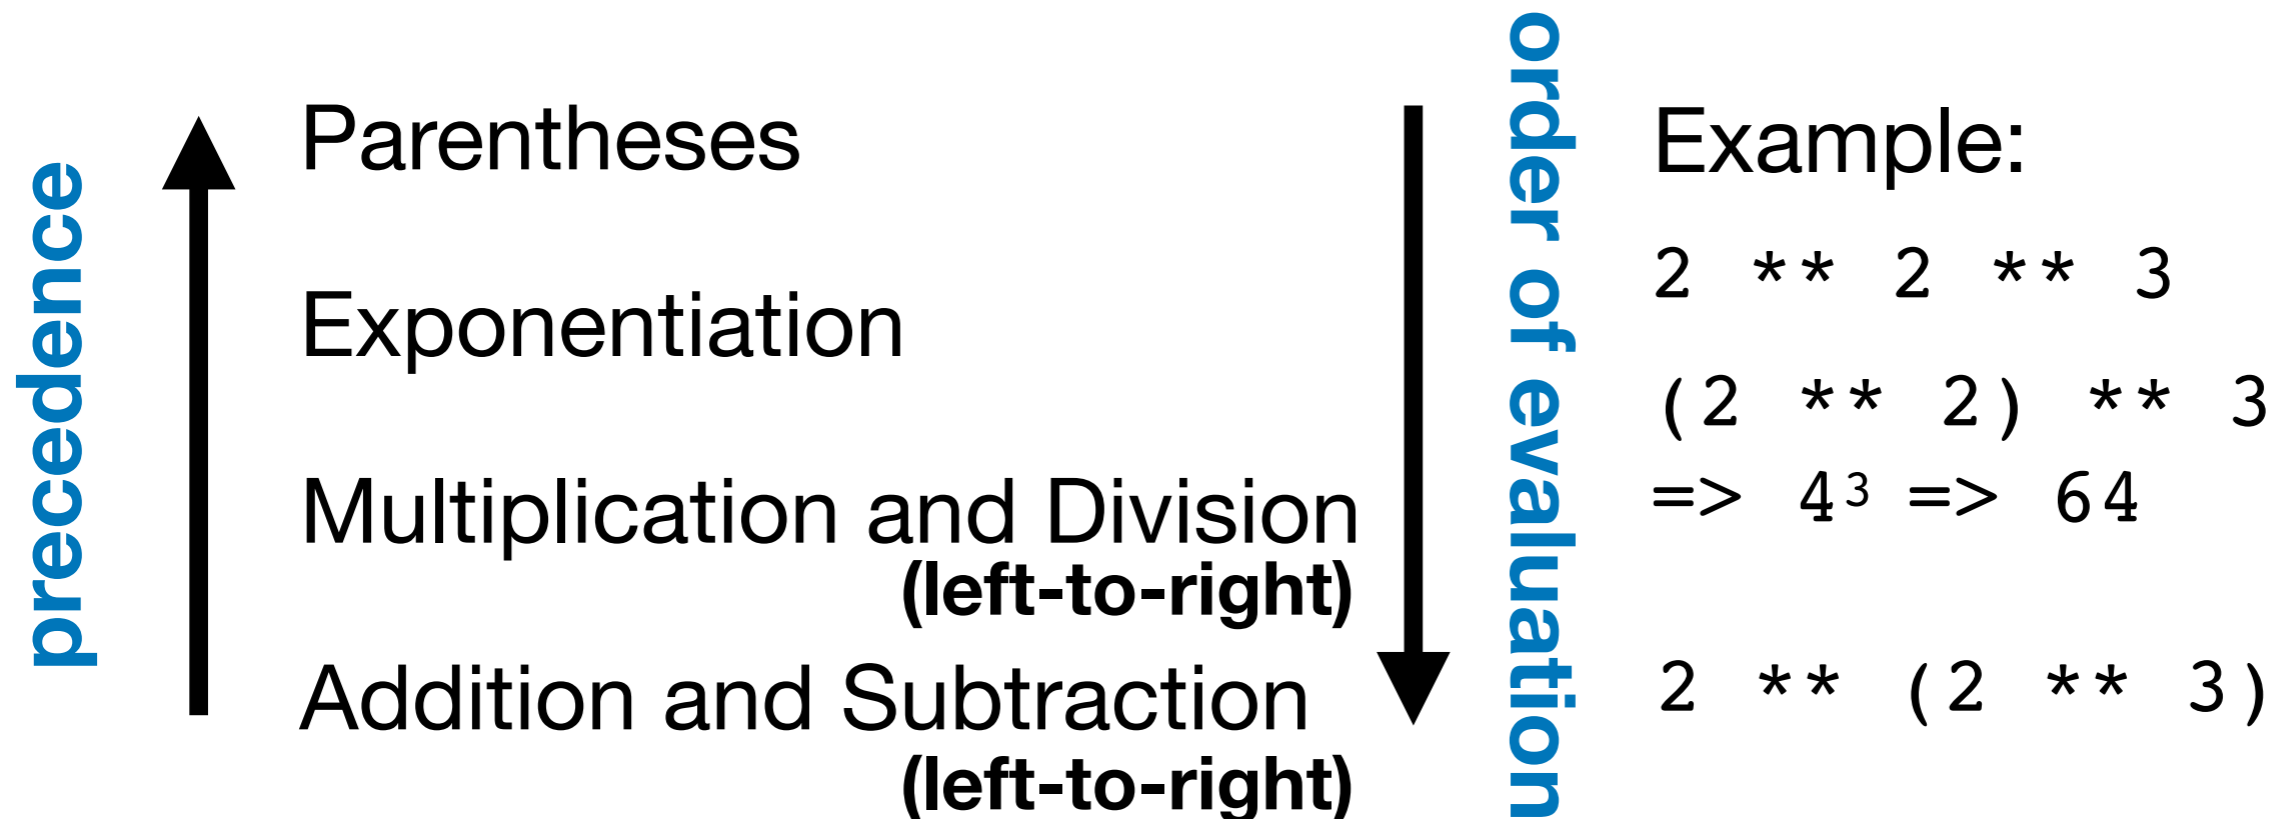 precedence
Parentheses
Exponentiation
Multiplication and Division
(left-to-right)
Addition and Subtraction
(left-to-right)
order of evaluation
Example:
2 ** 2 ** 3
(2 ** 2) ** 3
=> 4³ => 64
2 ** (2 ** 3)